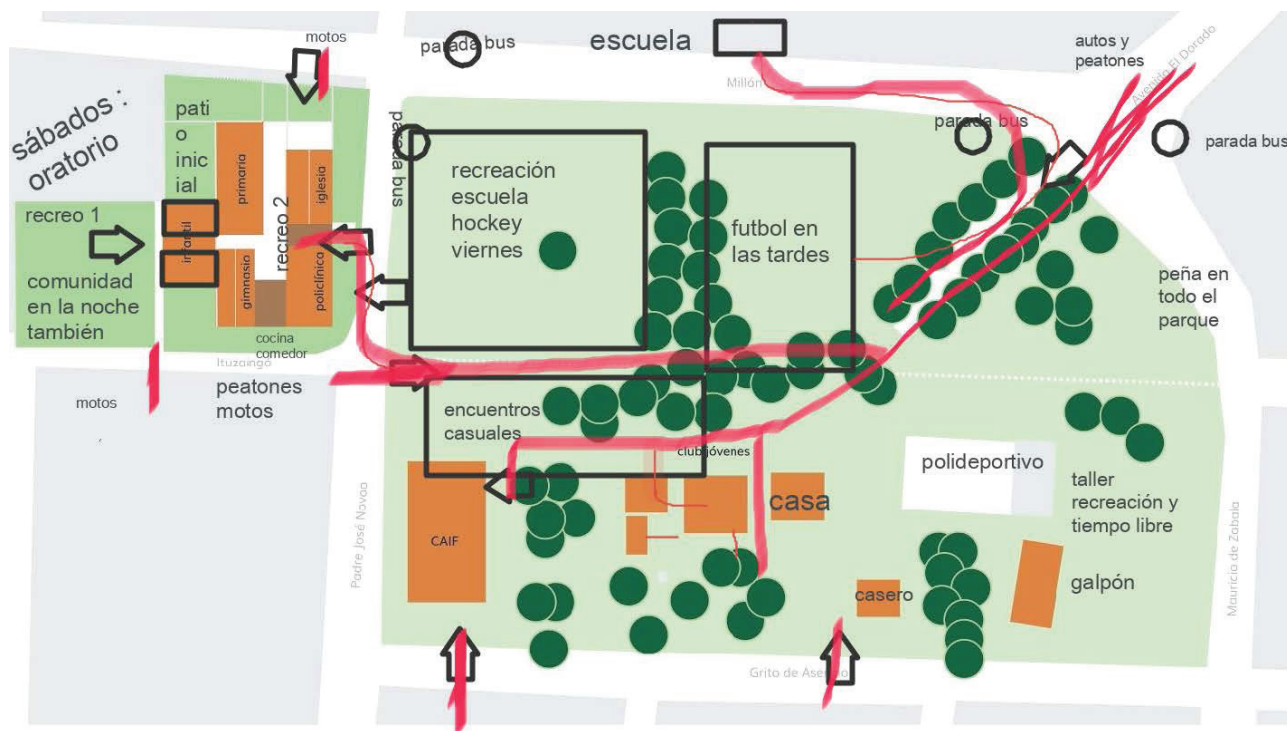 motos
parada bus
escuela
autos y
peatones
Avenida El Dorado
Millán
sábados :
oratorio
pati
o
inic
ial
primaria
iglesia
parada bus
recreación
escuela
hockey
viernes
futbol en
las tardes
parada bus
parada bus
recreo 1
infantil
recreo 2
gimnasio
policlínica
comunidad
en la noche
también
cocina
comedor
peña en
todo el
parque
Ituzaingó
motos
peatones
motos
encuentros
casuales
club jóvenes
polideportivo
taller
recreación y
tiempo libre
casa
CAIF
Padre José Novoa
casero
galpón
Mauricio de Zabala
Grito de Asencio